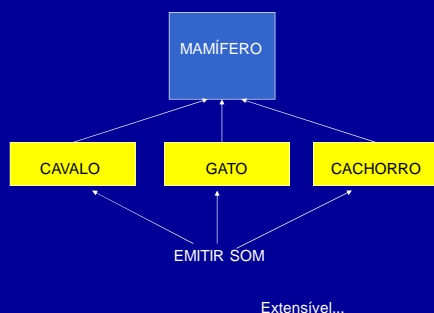 MAMÍFERO
CAVALO
GATO
CACHORRO
EMITIR SOM
Extensível...